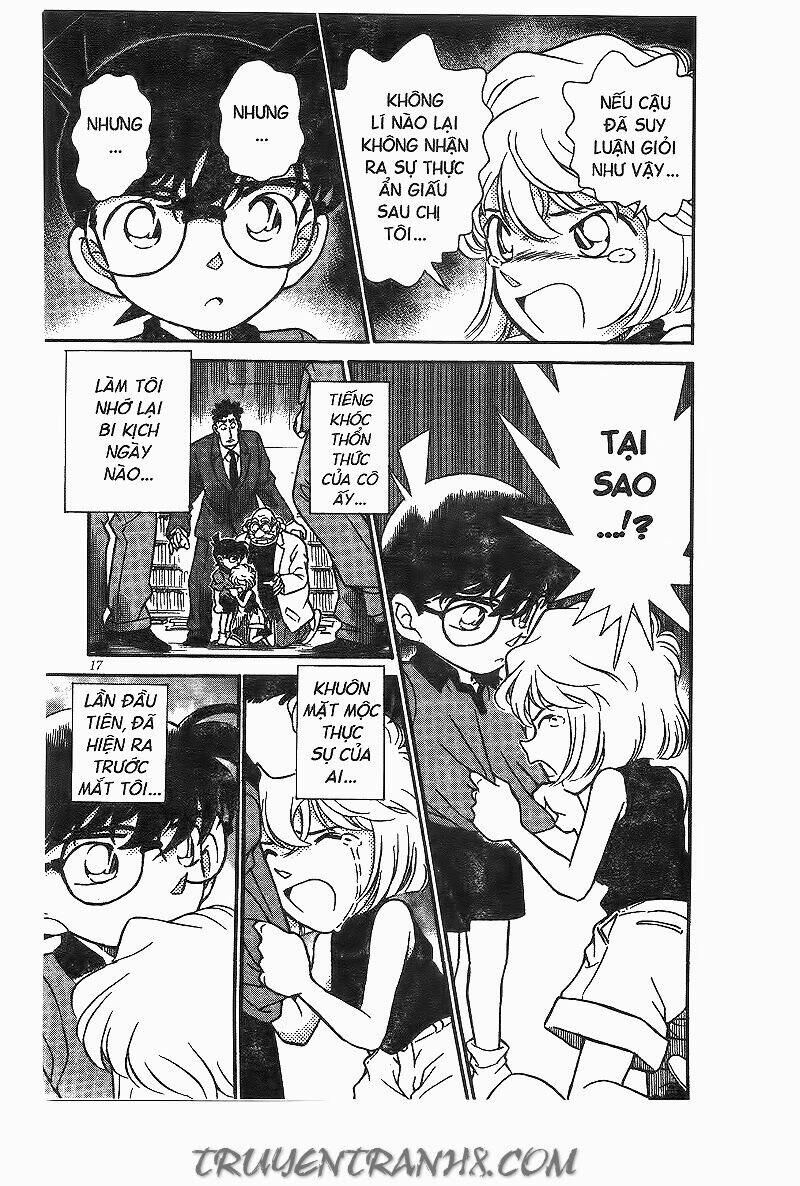 NẾU CẬU
ĐÃ SUY
LUẬN GIỎI
NHƯ VẬY...
KHÔNG
LÍ NÀO LẠI
KHÔNG NHẬN
RA SỰ THỰC
ẨN GIẤU
SAU CHỊ
TÔI...
NHƯNG
...
NHƯNG
...
TẠI
SAO
...!?
TIẾNG
KHÓC
THỔN
THỨC
CỦA CÔ
ẤY...
LÀM TÔI
NHỚ LẠI
BI KỊCH
NGÀY
NÀO...
17
KHUÔN
MẶT MỘC
THỰC
SỰ CỦA
AI...
LẦN ĐẦU
TIÊN, ĐÃ
HIỆN RA
TRƯỚC
MẮT TÔI...
TRUYENTRANH8.COM